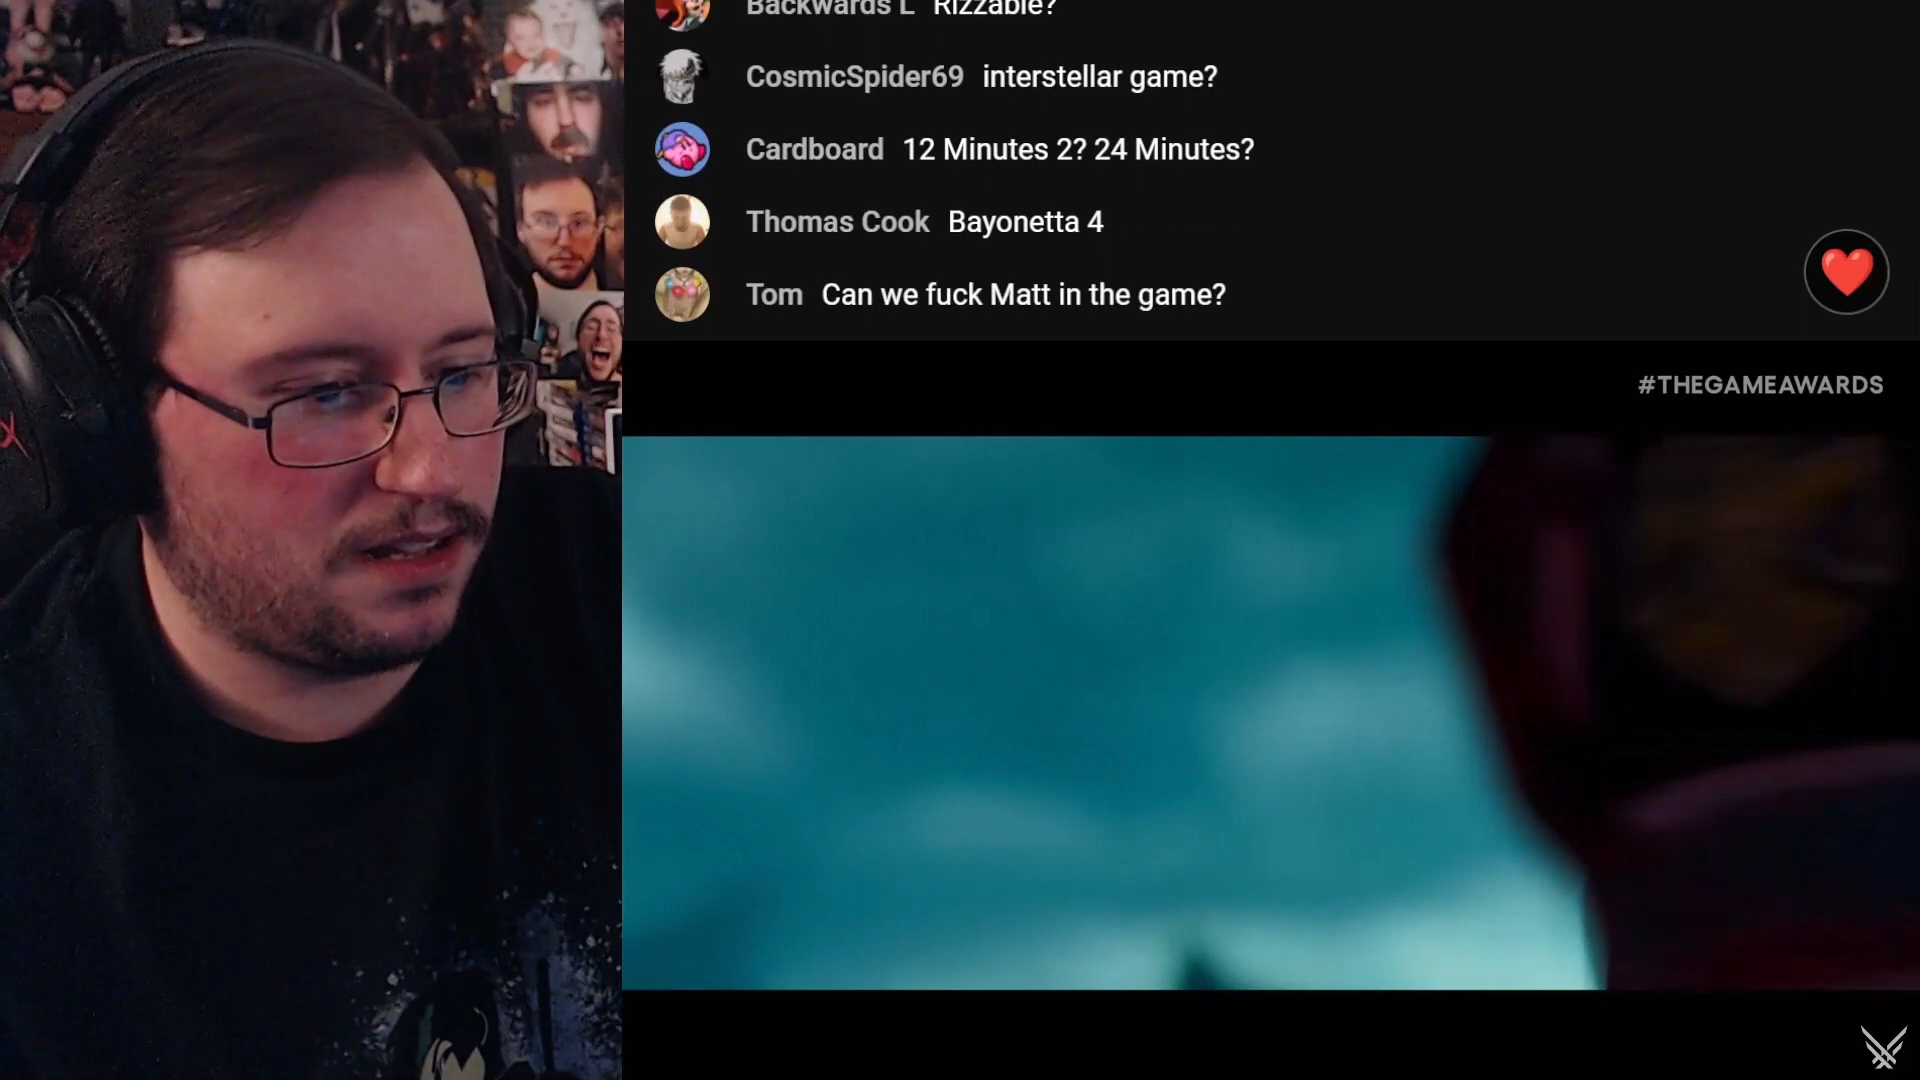 Backwards L Rizzable?
CosmicSpider69 interstellar game?
Cardboard 12 Minutes 2? 24 Minutes?
Thomas Cook Bayonetta 4
Tom Can we fuck Matt in the game?
#THEGAMEAWARDS